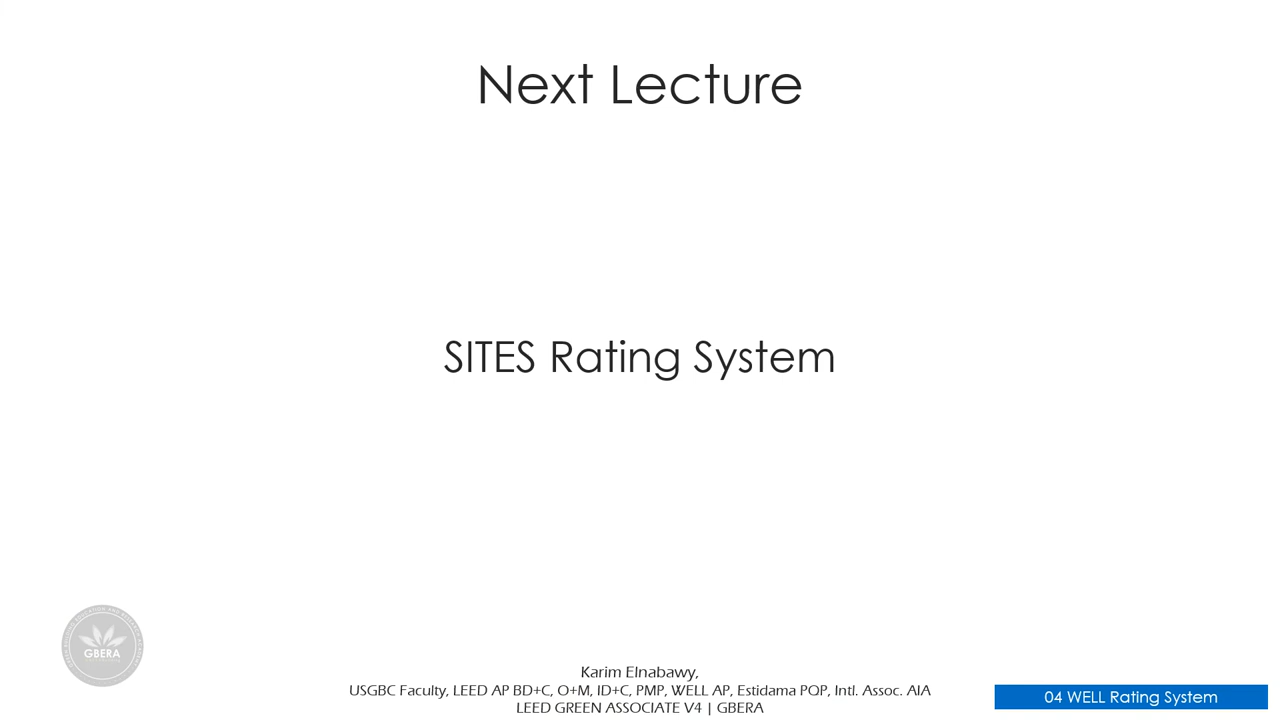 Next Lecture
SITES Rating System
GBERA
Karim Elnabawy,
USGBC Faculty, LEED AP BD+C, O+M, ID+C, PMP, WELL AP, Estidama POP, Intl. Assoc. AIA
LEED GREEN ASSOCIATE V4 | GBERA
04 WELL Rating System